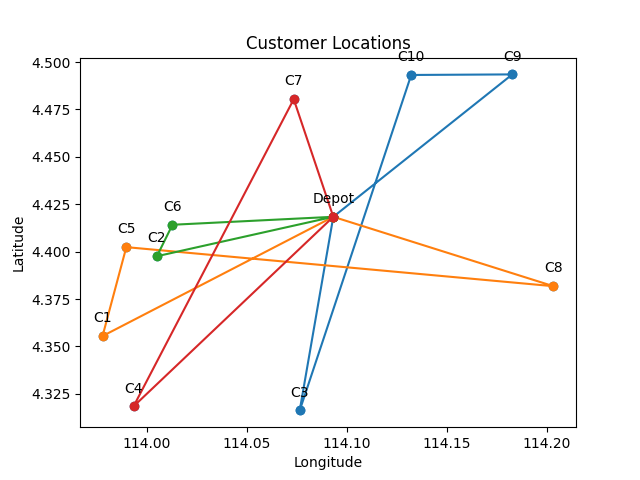 Customer Locations
C10
C9
C7
Depot
C6
C5
C2
C8
C1
C4
C3
4.500
4.475
4.450
4.425
4.400
4.375
4.350
4.325
Latitude
114.00
114.05
114.10
114.15
114.20
Longitude